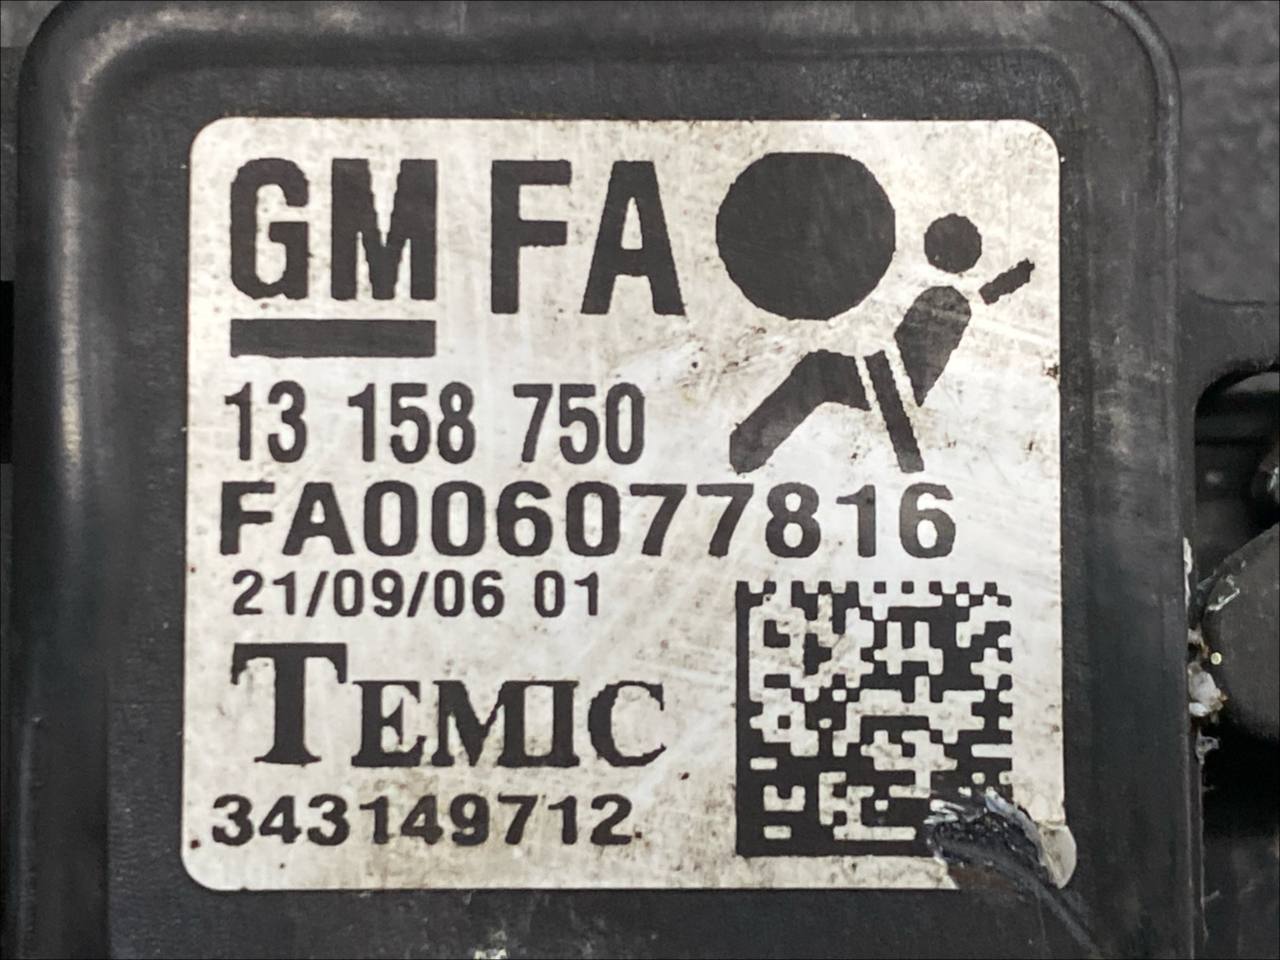 GM FA
13 158 750
FA006077816
21/09/06 01
TEMIC
343149712